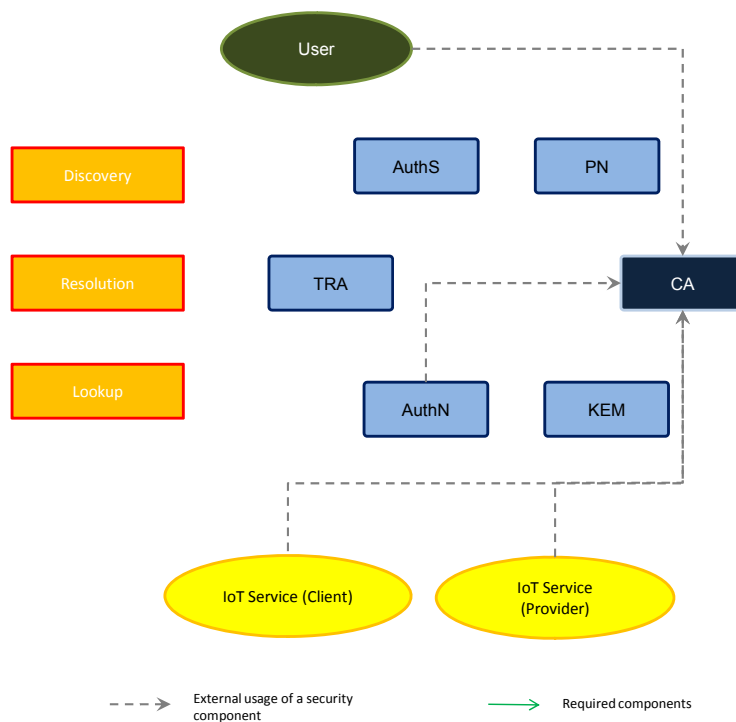 User
AuthS
PN
Discovery
Resolution
TRA
CA
Lookup
AuthN
KEM
IoT Service (Client)
IoT Service
(Provider)
External usage of a security
component
Required components